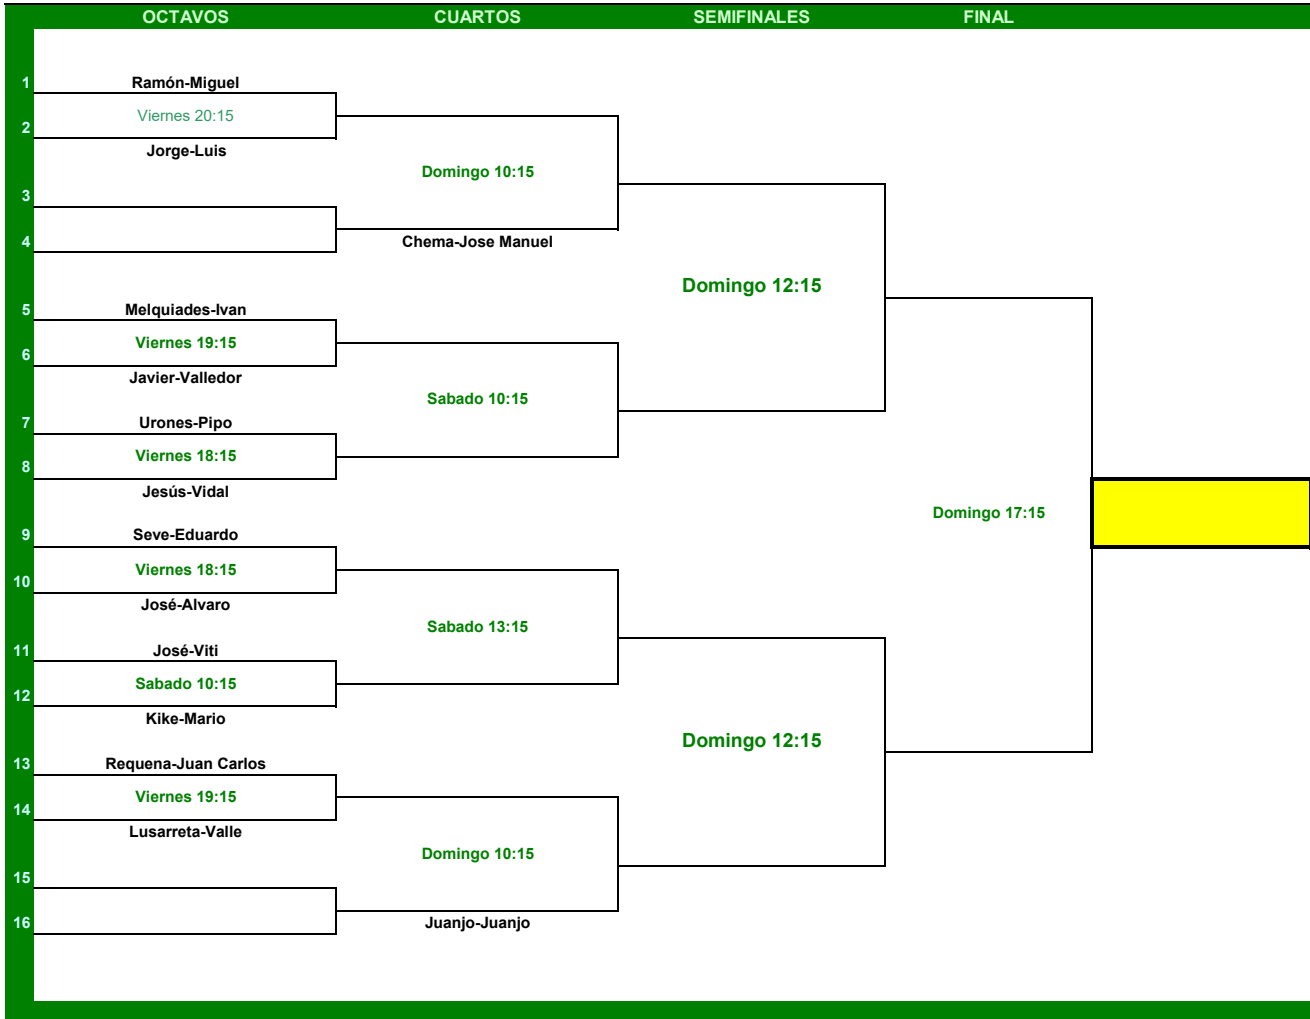 OCTAVOS CUARTOS SEMIFINALES FINAL
1 Ramón-Miguel
Viernes 20:15
2
Jorge-Luis
Domingo 10:15
3
4 Chema-Jose Manuel
Domingo 12:15
5 Melquiades-Ivan
Viernes 19:15
6
Javier-Valledor
Sabado 10:15
7 Urones-Pipo
Viernes 18:15
8
Jesús-Vidal
Domingo 17:15
9 Seve-Eduardo
Viernes 18:15
10
José-Alvaro
Sabado 13:15
11 José-Viti
Sabado 10:15
12
Kike-Mario
Domingo 12:15
13 Requena-Juan Carlos
Viernes 19:15
14
Lusarreta-Valle
Domingo 10:15
15
16 Juanjo-Juanjo